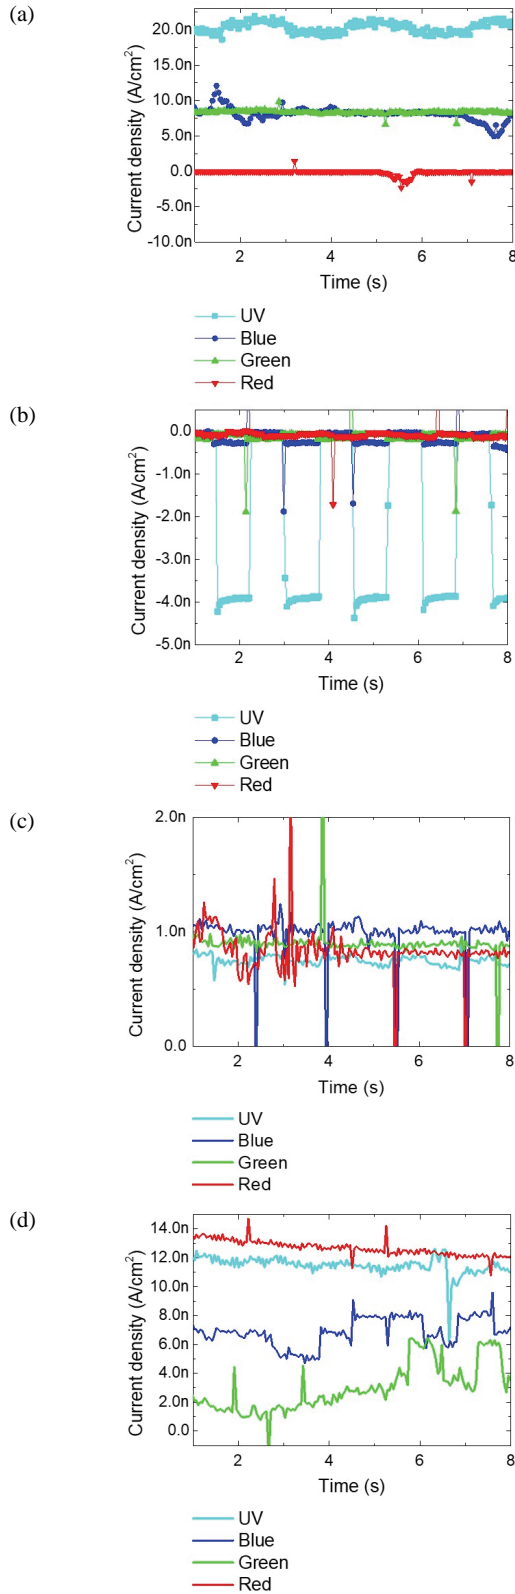 (a)
Current density (A/cm²)
20.0n
15.0n
10.0n
5.0n
0.0
-5.0n
-10.0n
2
4
6
8
Time (s)
UV
Blue
Green
Red
(b)
Current density (A/cm²)
0.0
-1.0n
-2.0n
-3.0n
-4.0n
-5.0n
2
4
6
8
Time (s)
UV
Blue
Green
Red
(c)
Current density (A/cm²)
2.0n
1.0n
0.0
2
4
6
8
Time (s)
UV
Blue
Green
Red
(d)
Current density (A/cm²)
14.0n
12.0n
10.0n
8.0n
6.0n
4.0n
2.0n
0.0
2
4
6
8
Time (s)
UV
Blue
Green
Red